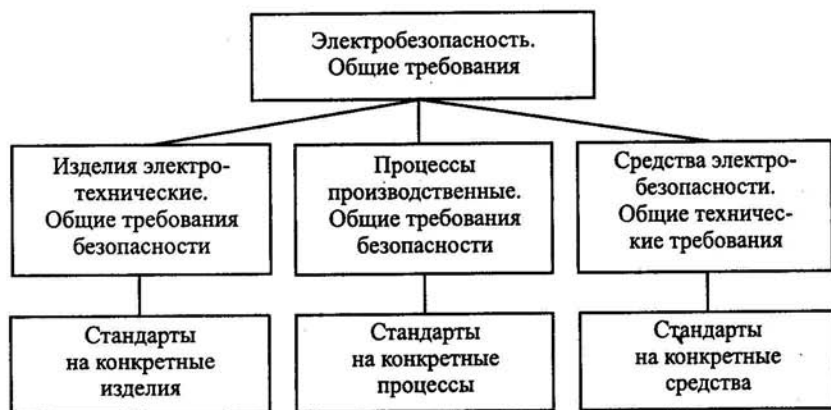 Электробезопасность.
Общие требования
Изделия электро-
технические.
Общие требования
безопасности
Процессы
производственные.
Общие требования
безопасности
Средства электро-
безопасности.
Общие техничес-
кие требования
Стандарты
на конкретные
изделия
Стандарты
на конкретные
процессы
Стандарты
на конкретные
средства